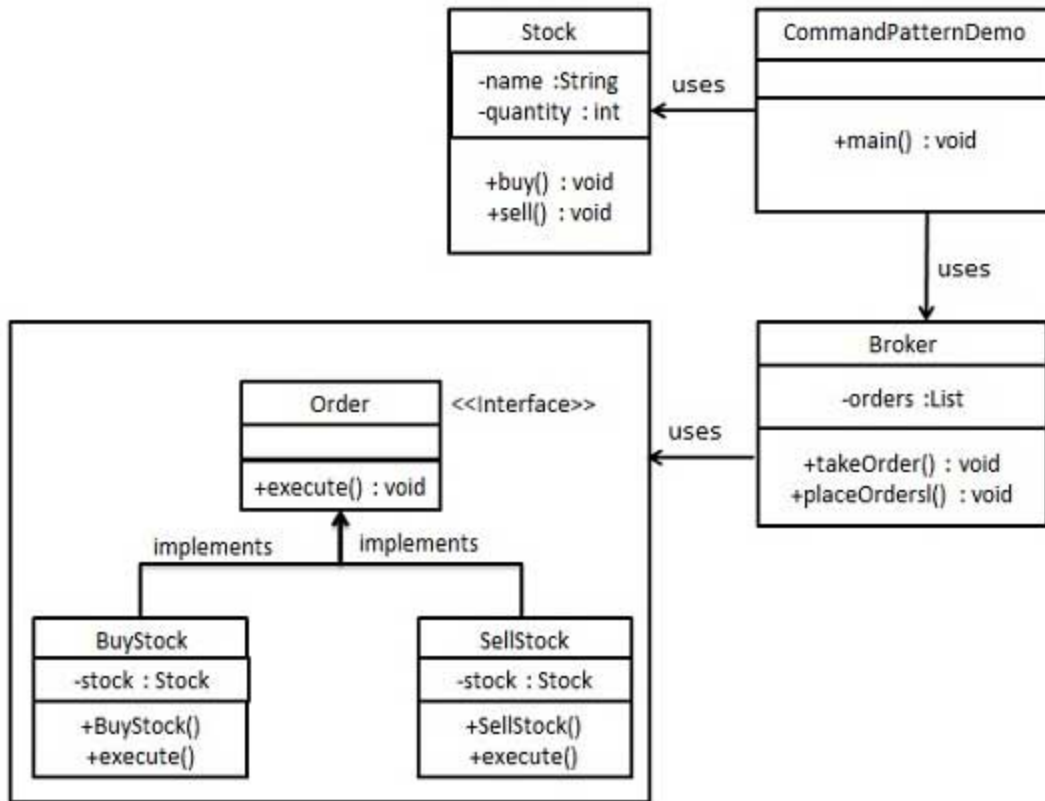 Stock
-name :String
-quantity : int
+buy() : void
+sell() : void
uses
CommandPatternDemo
+main() : void
uses
Broker
-orders :List
+takeOrder() : void
+placeOrdersl() : void
uses
Order
<<Interface>>
+execute() : void
implements
implements
BuyStock
-stock : Stock
+BuyStock()
+execute()
SellStock
-stock : Stock
+SellStock()
+execute()